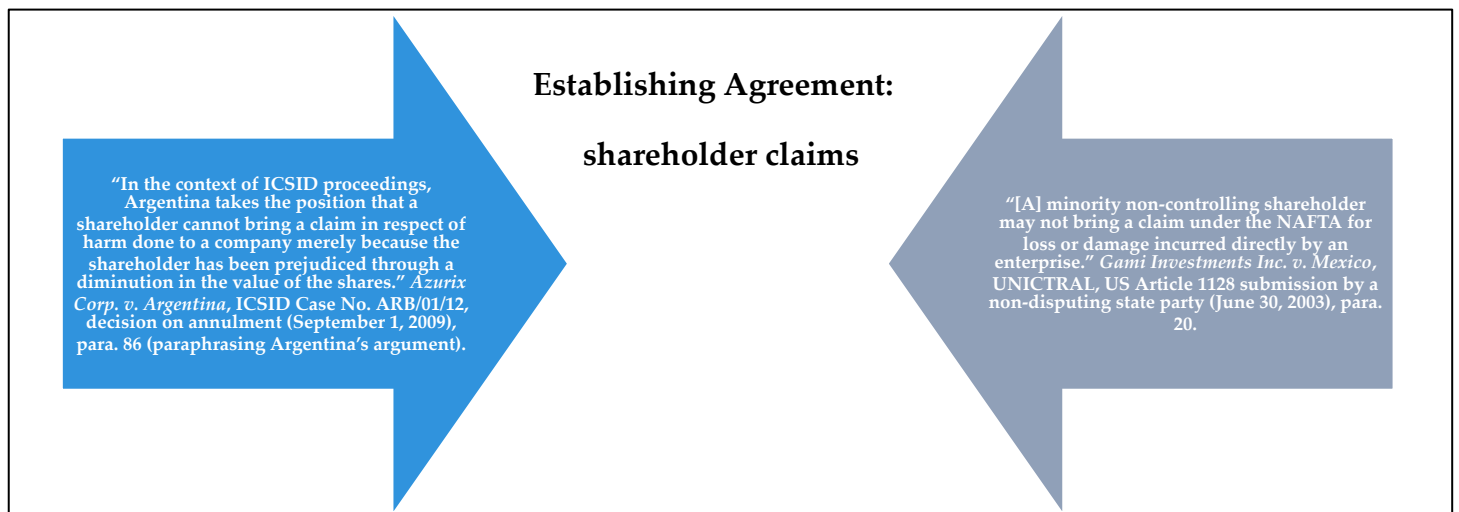 Establishing Agreement:
shareholder claims
“In the context of ICSID proceedings,
Argentina takes the position that a
shareholder cannot bring a claim in respect of
harm done to a company merely because the
shareholder has been prejudiced through a
diminution in the value of the shares.” Azurix
Corp. v. Argentina, ICSID Case No. ARB/01/12,
decision on annulment (September 1, 2009),
para. 86 (paraphrasing Argentina’s argument).
“[A] minority non-controlling shareholder
may not bring a claim under the NAFTA for
loss or damage incurred directly by an
enterprise.” Gami Investments Inc. v. Mexico,
UNICTRAL, US Article 1128 submission by a
non-disputing state party (June 30, 2003), para.
20.